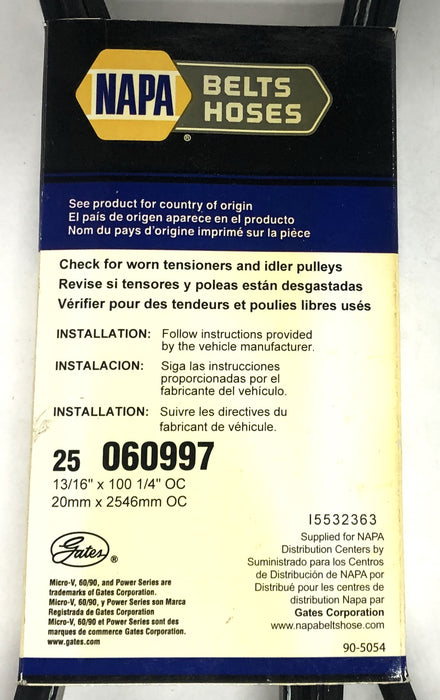 NAPA
BELTS
HOSES
®
See product for country of origin
El país de origen aparece en el producto
Nom du pays d'origine imprimé sur la pièce
Check for worn tensioners and idler pulleys
Revise si tensores y poleas están desgastadas
Vérifier pour des tendeurs et poulies libres usés
INSTALLATION: Follow instructions provided
by the vehicle manufacturer.
INSTALACION: Siga las instrucciones
proporcionadas por el
fabricante del vehículo.
INSTALLATION: Suivre les directives du
fabricant de véhicule.
25 060997
13/16" x 100 1/4" OC
20mm x 2546mm OC
Gates®
Micro-V, 60/90, and Power Series are
trademarks of Gates Corporation.
Micro-V, 60/90, y Power Series son Marca
Registrada de Gates Corporation
Micro-V, 60/90 et Power Series sont des
marques de commerce Gates Corporation.
www.gates.com
I5532363
Supplied for NAPA
Distribution Centers by
Suministrado para los Centros
de Distribución de NAPA por
Distribué pour les centres de
distribution Napa par
Gates Corporation
www.napabeltshose.com
90-5054